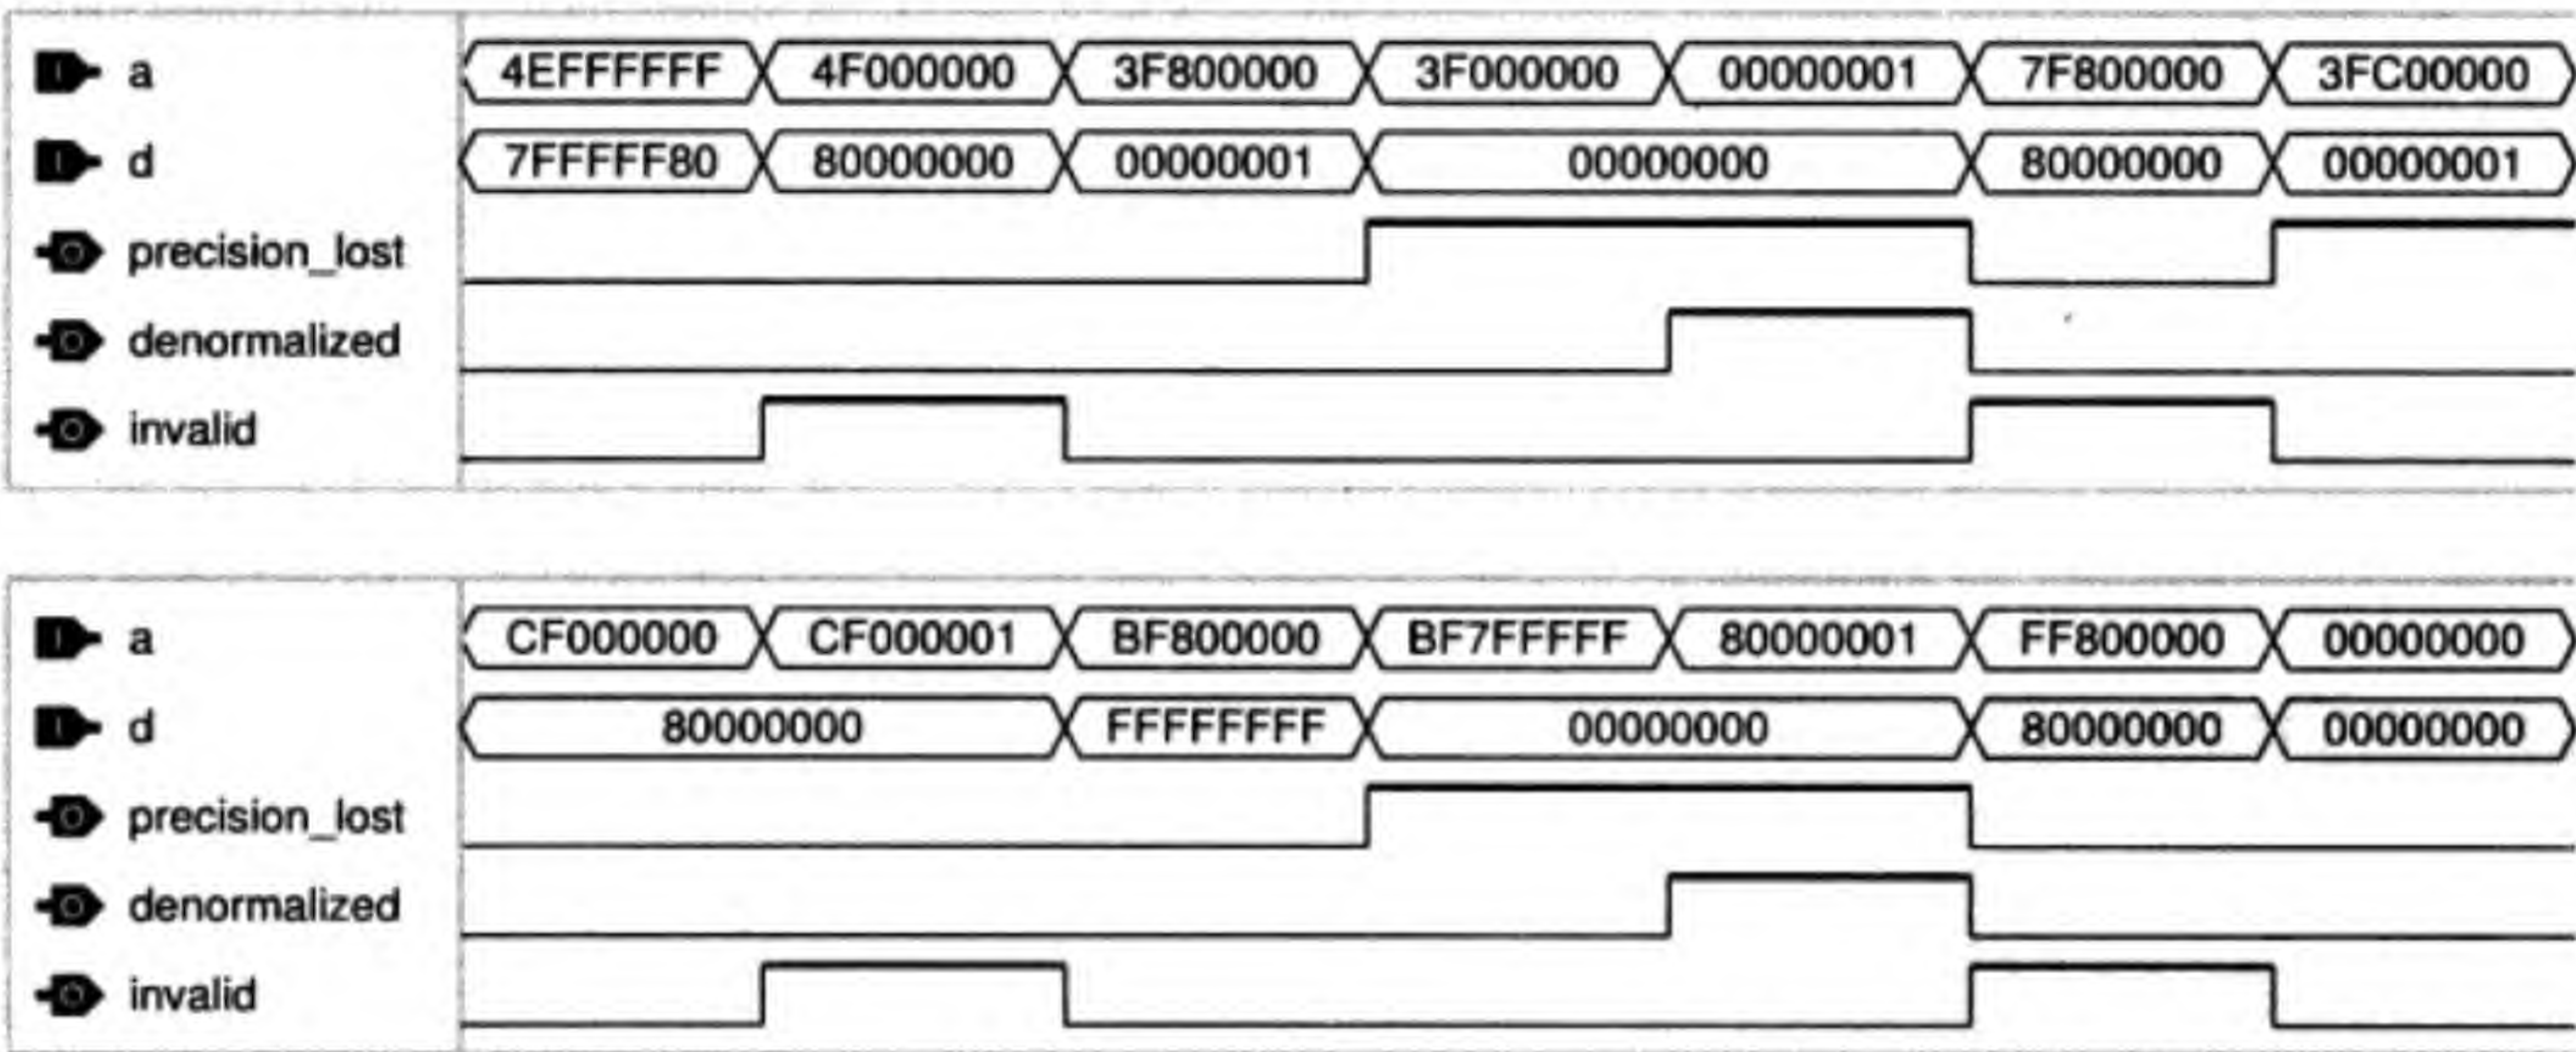 a 4EFFFFFF 4F000000 3F800000 3F000000 00000001 7F800000 3FC00000
d 7FFFFF80 80000000 00000001 00000000 80000000 00000001
precision_lost
denormalized
invalid
a CF000000 CF000001 BF800000 BF7FFFFF 80000001 FF800000 00000000
d 80000000 FFFFFFFF 00000000 80000000 00000000
precision_lost
denormalized
invalid